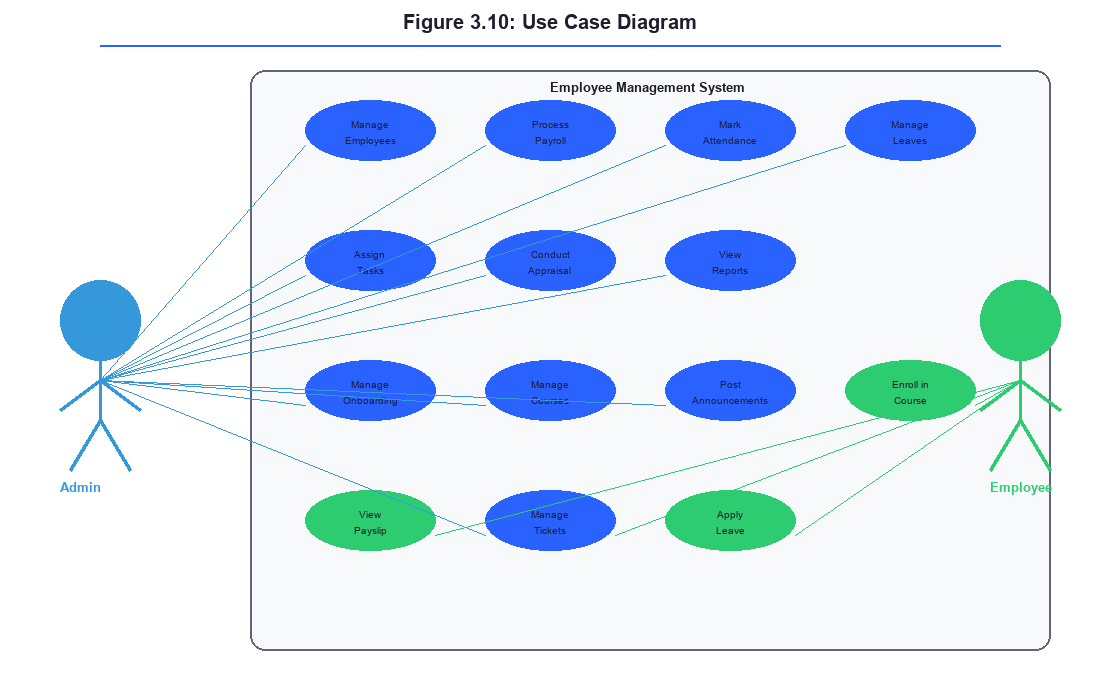 Figure 3.10: Use Case Diagram
Employee Management System
Manage
Employees
Process
Payroll
Mark
Attendance
Manage
Leaves
Assign
Tasks
Conduct
Appraisal
View
Reports
Manage
Onboarding
Manage
Courses
Post
Announcements
Enroll in
Course
Admin
Employee
View
Payslip
Manage
Tickets
Apply
Leave